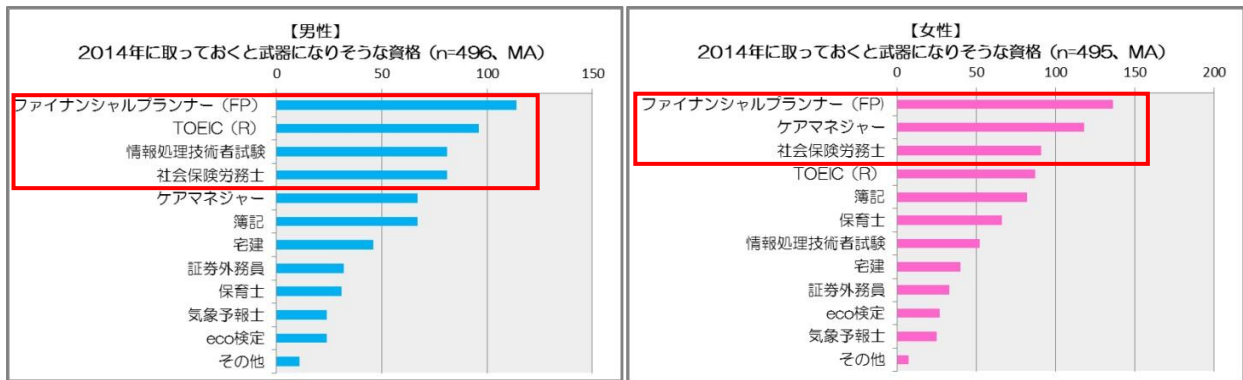 【男性】
2014年に取っておくと武器になりそうな資格（n=496、MA）
0 50 100 150
ファイナンシャルプランナー（FP）
TOEIC（R）
情報処理技術者試験
社会保険労務士
ケアマネジャー
簿記
宅建
証券外務員
保育士
気象予報士
eco検定
その他
【女性】
2014年に取っておくと武器になりそうな資格（n=495、MA）
0 50 100 150 200
ファイナンシャルプランナー（FP）
ケアマネジャー
社会保険労務士
TOEIC（R）
簿記
保育士
情報処理技術者試験
宅建
証券外務員
eco検定
気象予報士
その他